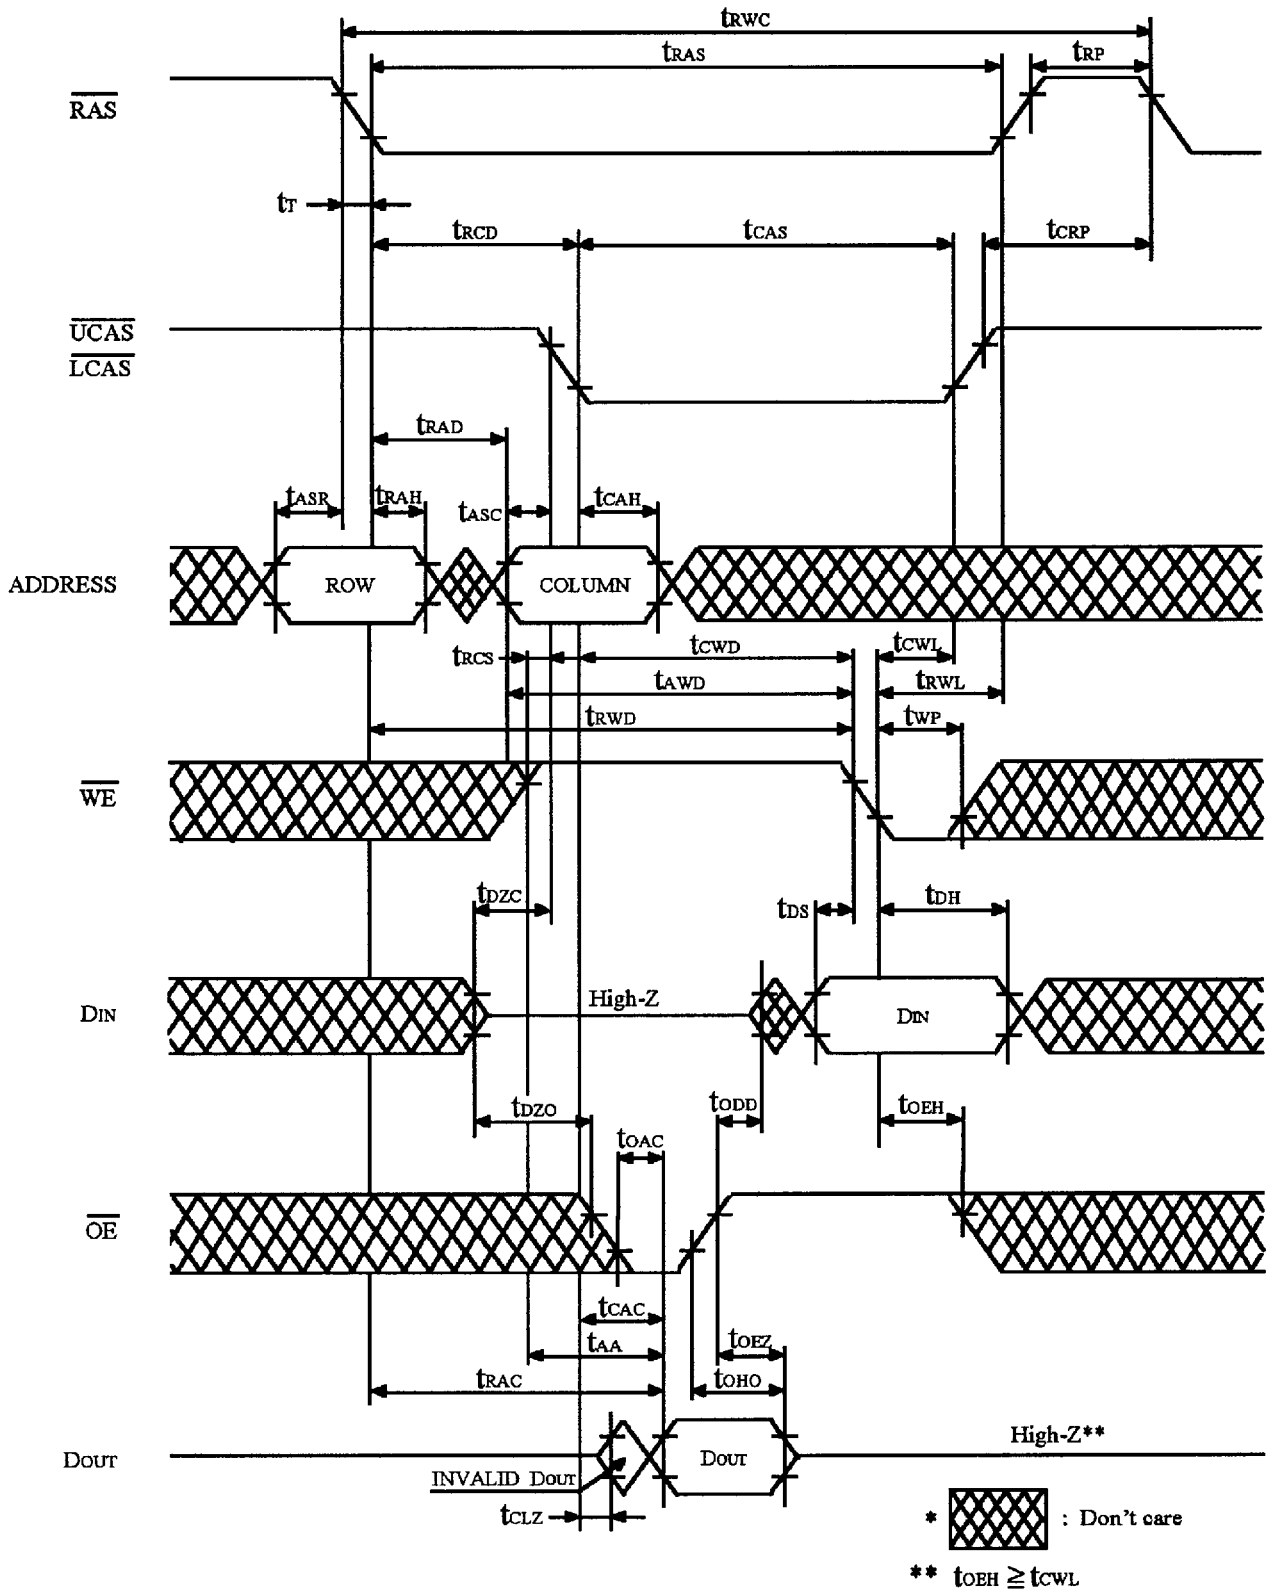 tRWC
tRAS
tRP
RAS
tT
tRCD
tCAS
tCRP
UCAS
LCAS
tRAD
tASR
tRAH
tASC
tCAH
ADDRESS
ROW
COLUMN
tRCS
tCWD
tCWL
tAWD
tRWL
tRWD
tWP
WE
tDZC
tDS
tDH
DIN
High-Z
DIN
tDZO
tODD
tOEH
tOAC
OE
tCAC
tAA
tOEZ
tRAC
tOHO
DOUT
DOUT
High-Z**
INVALID DOUT
tCLZ
* : Don't care
** tOEH ≧ tCWL